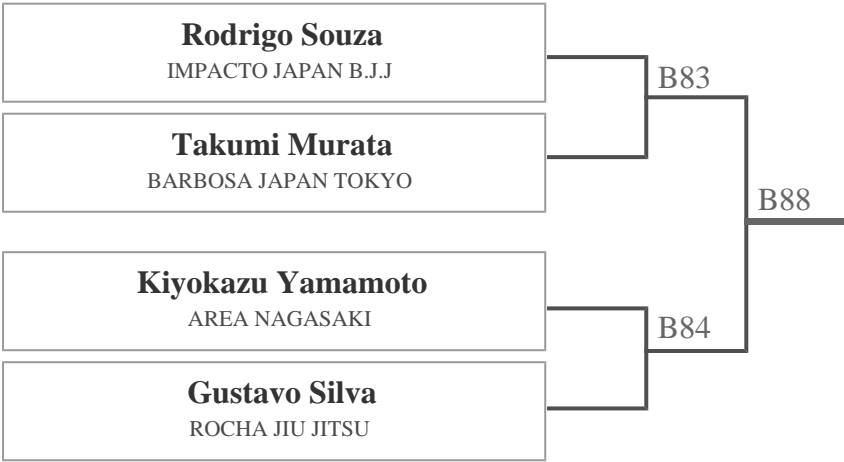 Rodrigo Souza
IMPACTO JAPAN B.J.J
B83
Takumi Murata
BARBOSA JAPAN TOKYO
B88
Kiyokazu Yamamoto
AREA NAGASAKI
B84
Gustavo Silva
ROCHA JIU JITSU